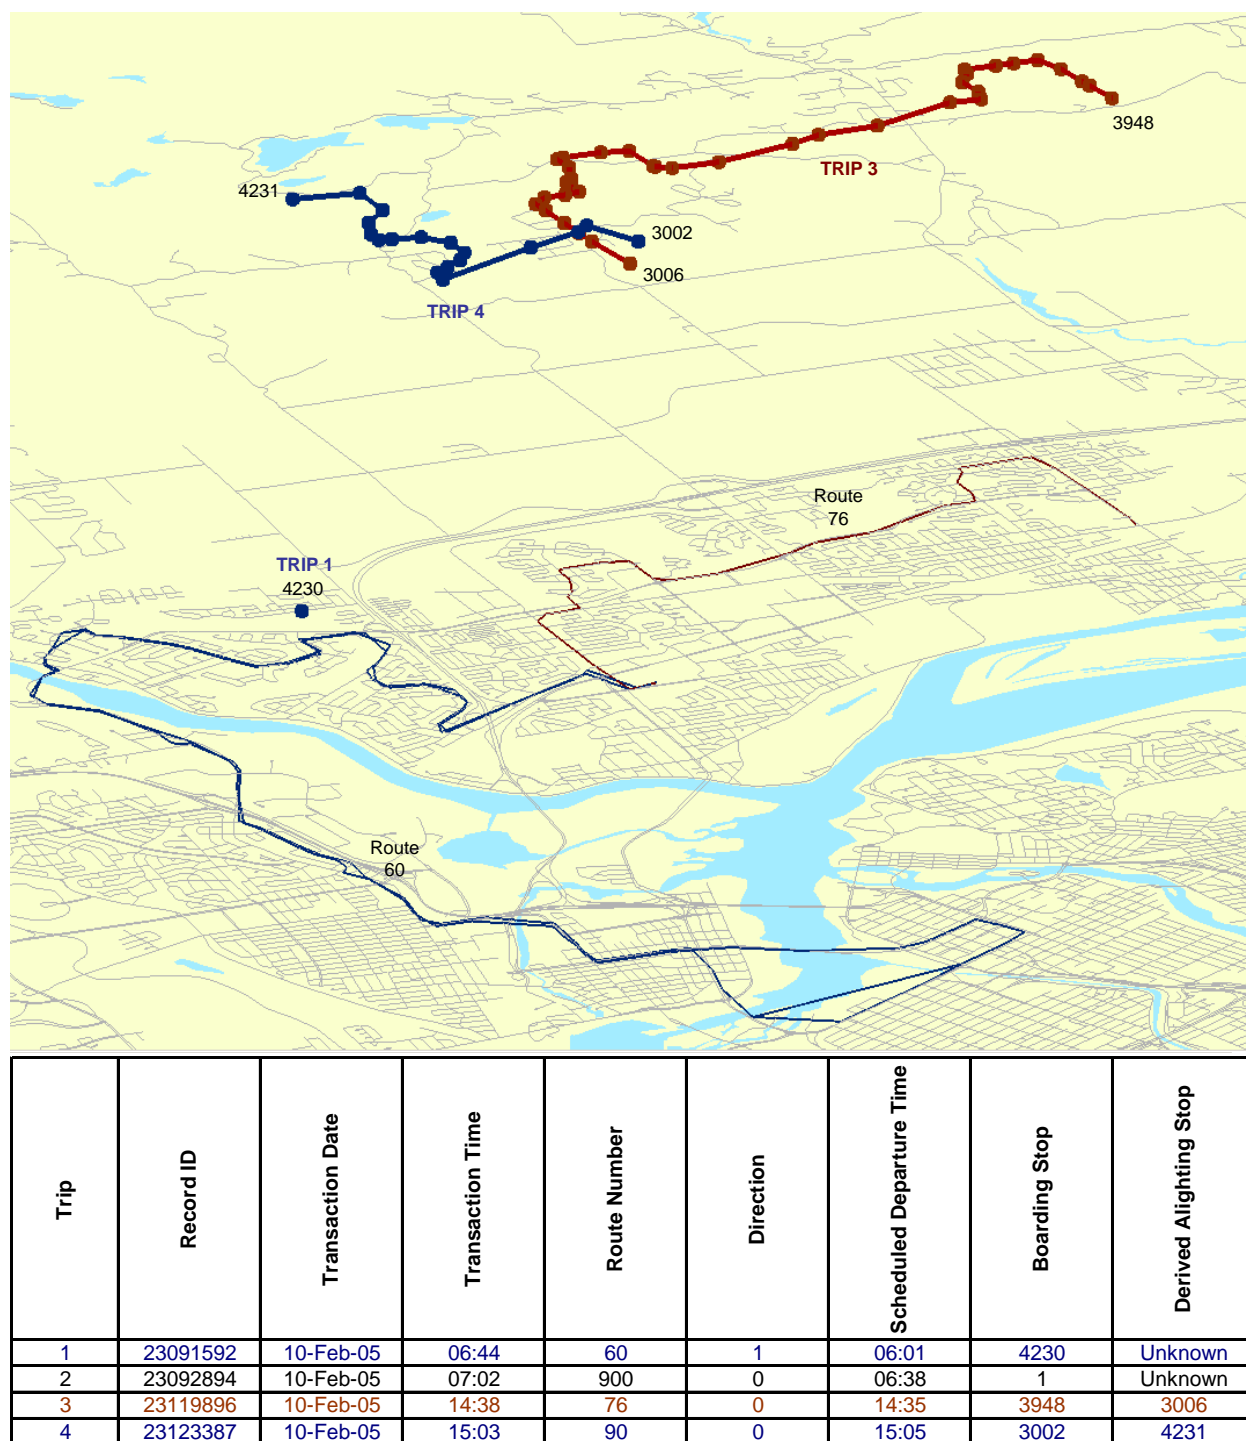 3948
TRIP 3
4231
3002
3006
TRIP 4
Route
76
TRIP 1
4230
Route
60
Trip
Record ID
Transaction Date
Transaction Time
Route Number
Direction
Scheduled Departure Time
Boarding Stop
Derived Alighting Stop
1 23091592 10-Feb-05 06:44 60 1 06:01 4230 Unknown
2 23092894 10-Feb-05 07:02 900 0 06:38 1 Unknown
3 23119896 10-Feb-05 14:38 76 0 14:35 3948 3006
4 23123387 10-Feb-05 15:03 90 0 15:05 3002 4231